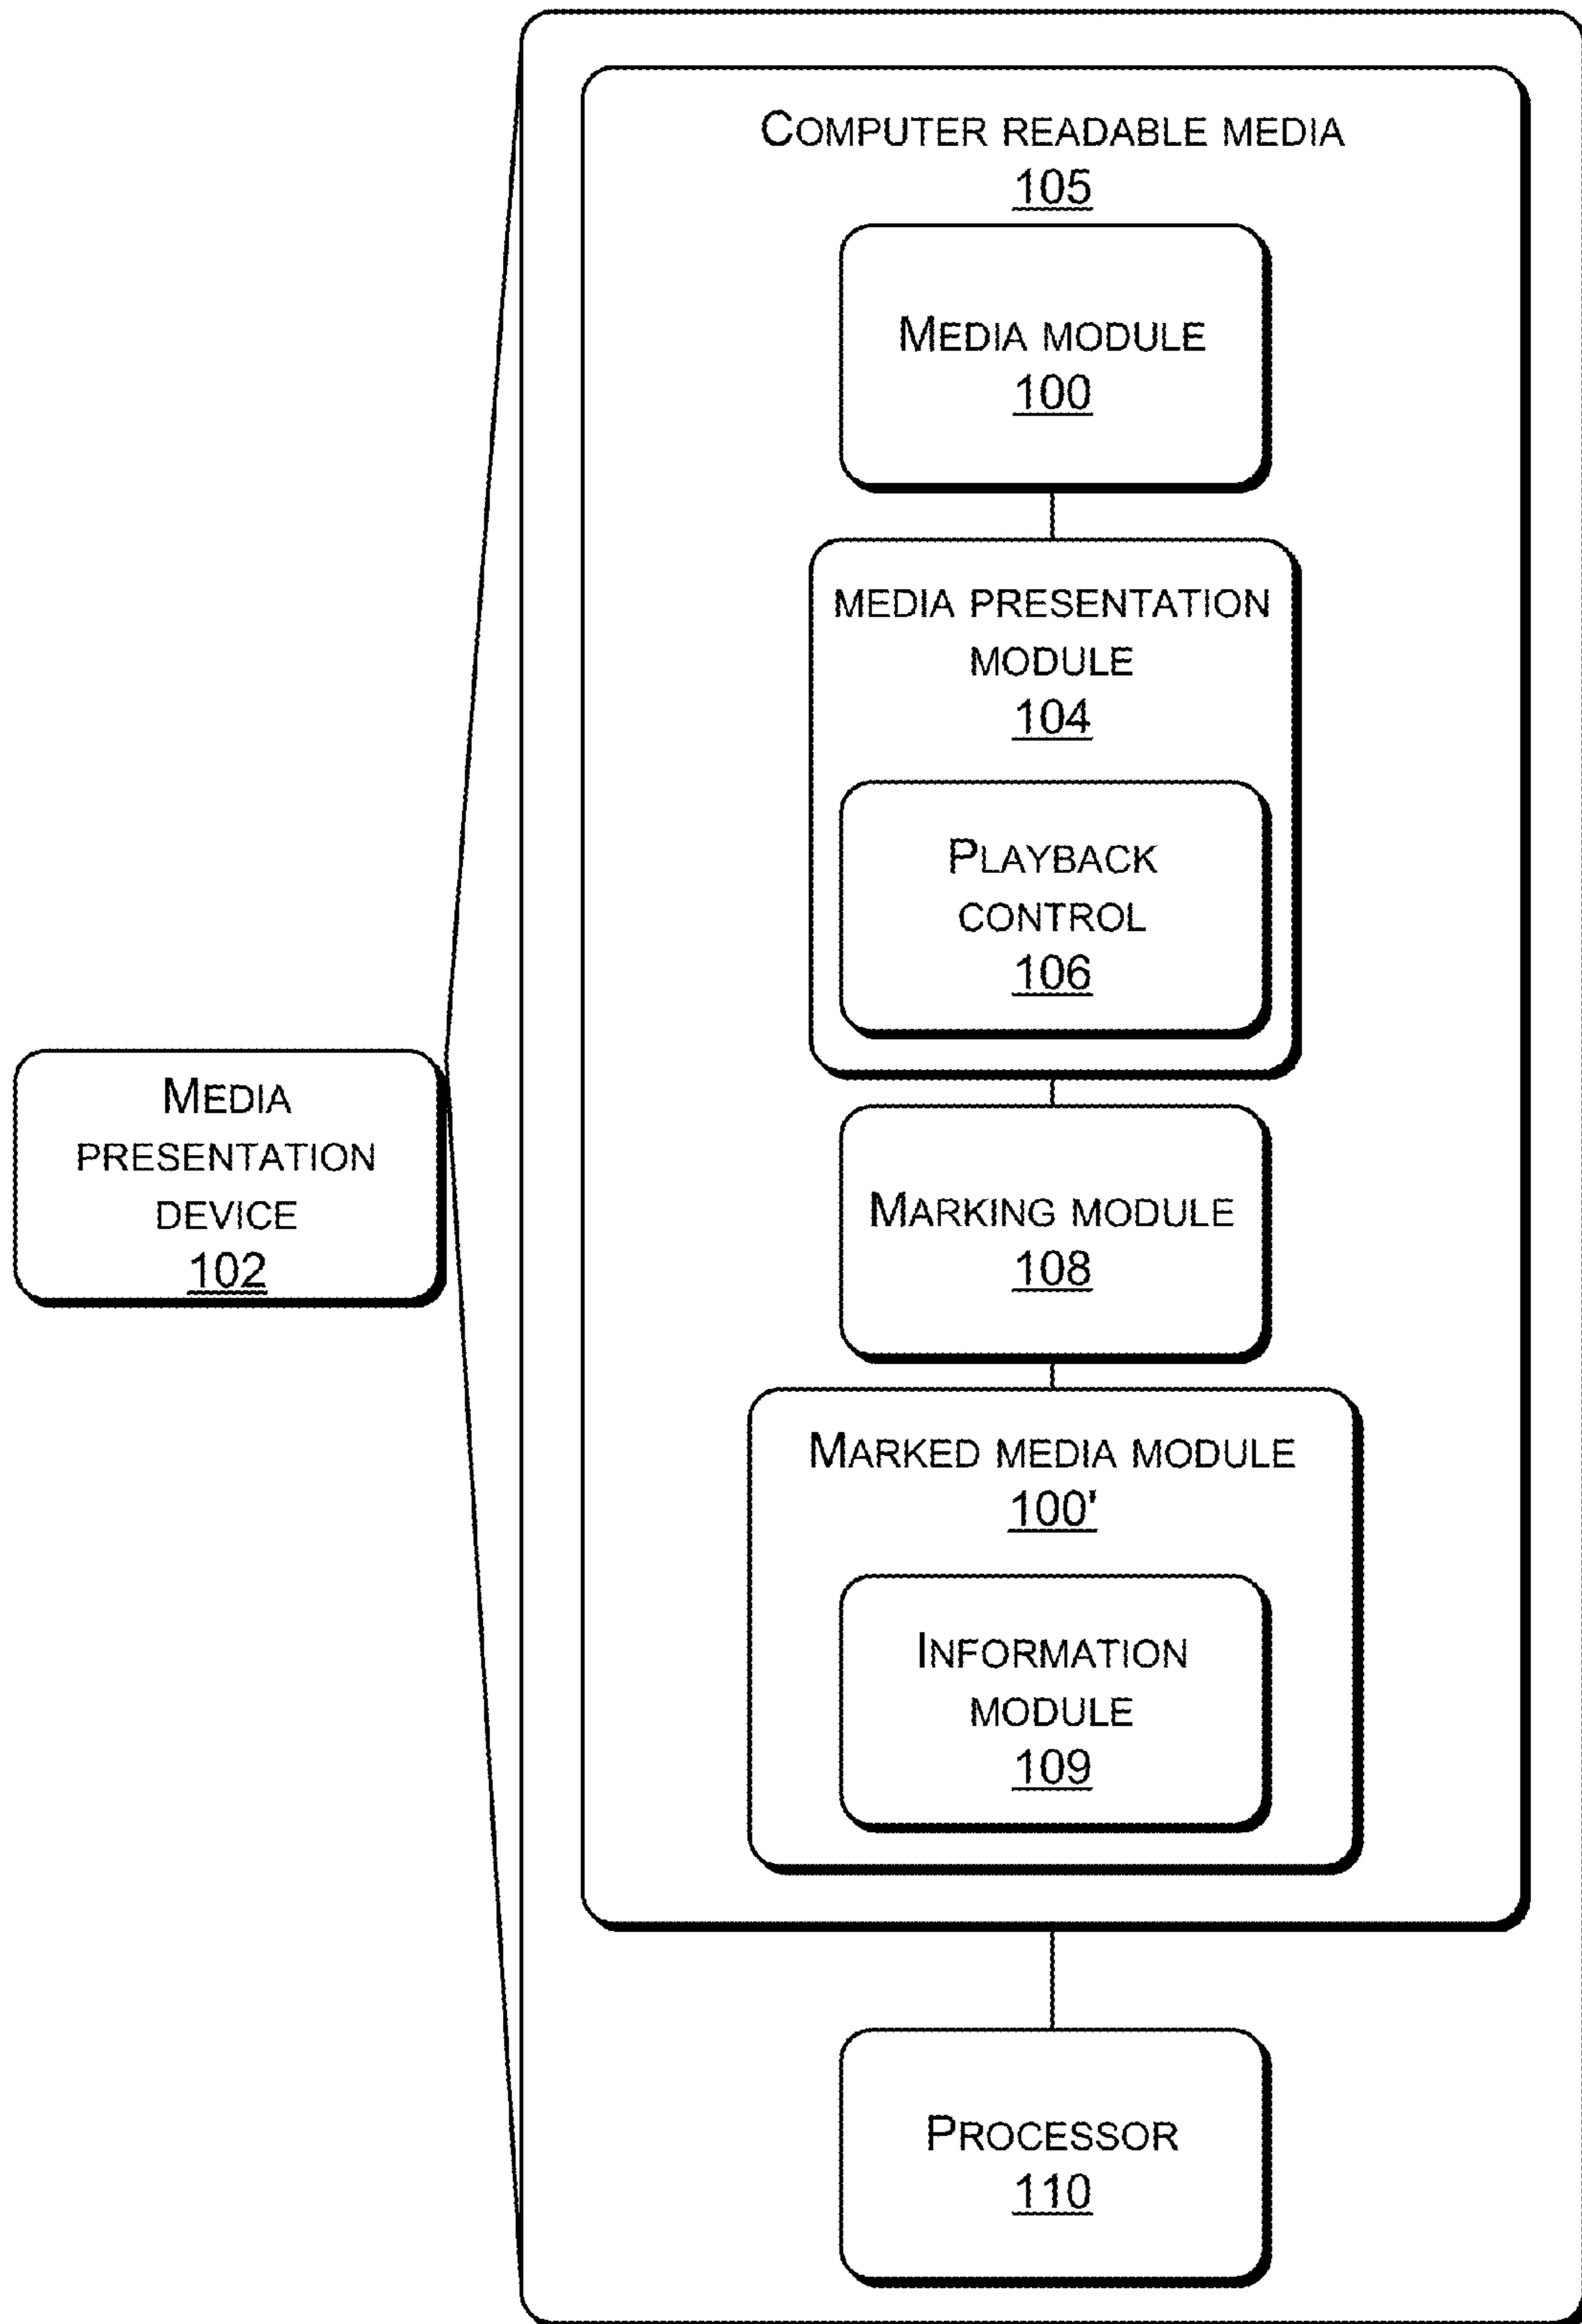 COMPUTER READABLE MEDIA
105
MEDIA MODULE
100
MEDIA PRESENTATION
MODULE
104
PLAYBACK
CONTROL
106
MEDIA
PRESENTATION
DEVICE
102
MARKING MODULE
108
MARKED MEDIA MODULE
100'
INFORMATION
MODULE
109
PROCESSOR
110